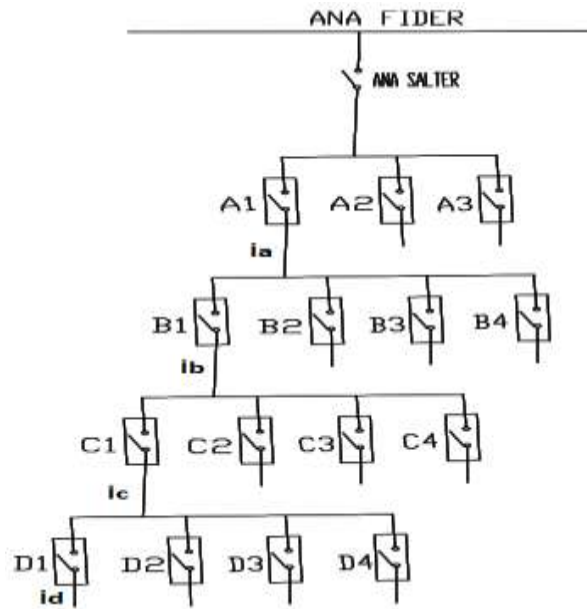 ANA FIDER
ANA SALTER
A1 A2 A3
ia
B1 B2 B3 B4
ib
C1 C2 C3 C4
ic
D1 D2 D3 D4
id